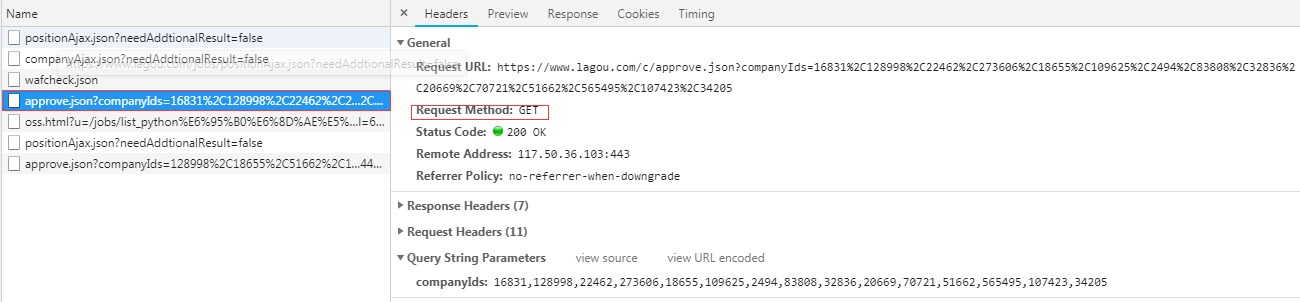 Name
× Headers Preview Response Cookies Timing
positionAjax.json?needAddtionalResult=false
companyAjax.json?needAddtionalResult=false
https://www.lagou.com/jobs/positionAjax.json?needAddtionalResult=false
wafcheck.json
approve.json?companyIds=16831%2C128998%2C22462%2C2...2C...
oss.html?u=/jobs/list_python%E6%95%B0%E6%8D%AE%E5%...l=6...
positionAjax.json?needAddtionalResult=false
approve.json?companyIds=128998%2C18655%2C51662%2C1...44...
General
Request URL: https://www.lagou.com/c/approve.json?companyIds=16831%2C128998%2C22462%2C273606%2C18655%2C109625%2C2494%2C83808%2C32836%
2C20669%2C70721%2C51662%2C565495%2C107423%2C34205
Request Method: GET
Status Code: 200 OK
Remote Address: 117.50.36.103:443
Referrer Policy: no-referrer-when-downgrade
Response Headers (7)
Request Headers (11)
Query String Parameters view source view URL encoded
companyIds: 16831,128998,22462,273606,18655,109625,2494,83808,32836,20669,70721,51662,565495,107423,34205